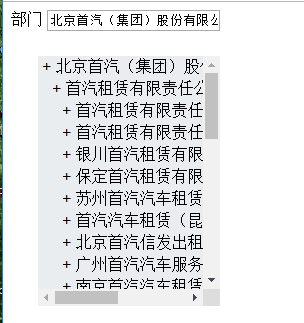 部门 北京首汽（集团）股份有限公
+ 北京首汽（集团）股份
+ 首汽租赁有限责任公
+ 首汽租赁有限责任
+ 首汽租赁有限责任
+ 银川首汽租赁有限
+ 保定首汽租赁有限
+ 苏州首汽汽车租赁
+ 首汽汽车租赁（昆
+ 北京首汽信发出租
+ 广州首汽汽车服务
+ 南京首汽汽车租赁